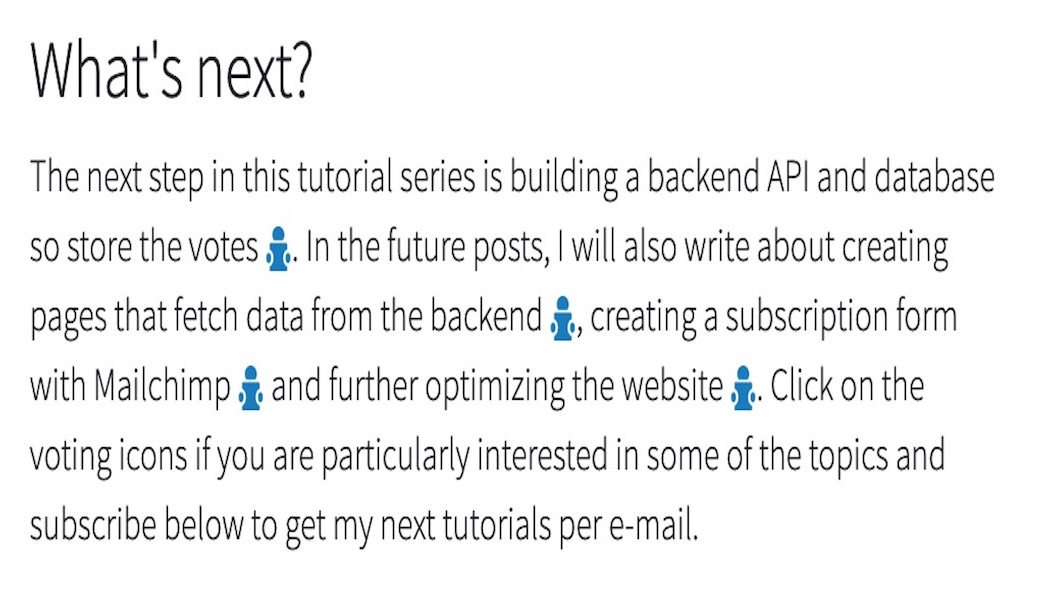 What's next?
The next step in this tutorial series is building a backend API and database
so store the votes . In the future posts, I will also write about creating
pages that fetch data from the backend , creating a subscription form
with Mailchimp and further optimizing the website . Click on the
voting icons if you are particularly interested in some of the topics and
subscribe below to get my next tutorials per e-mail.